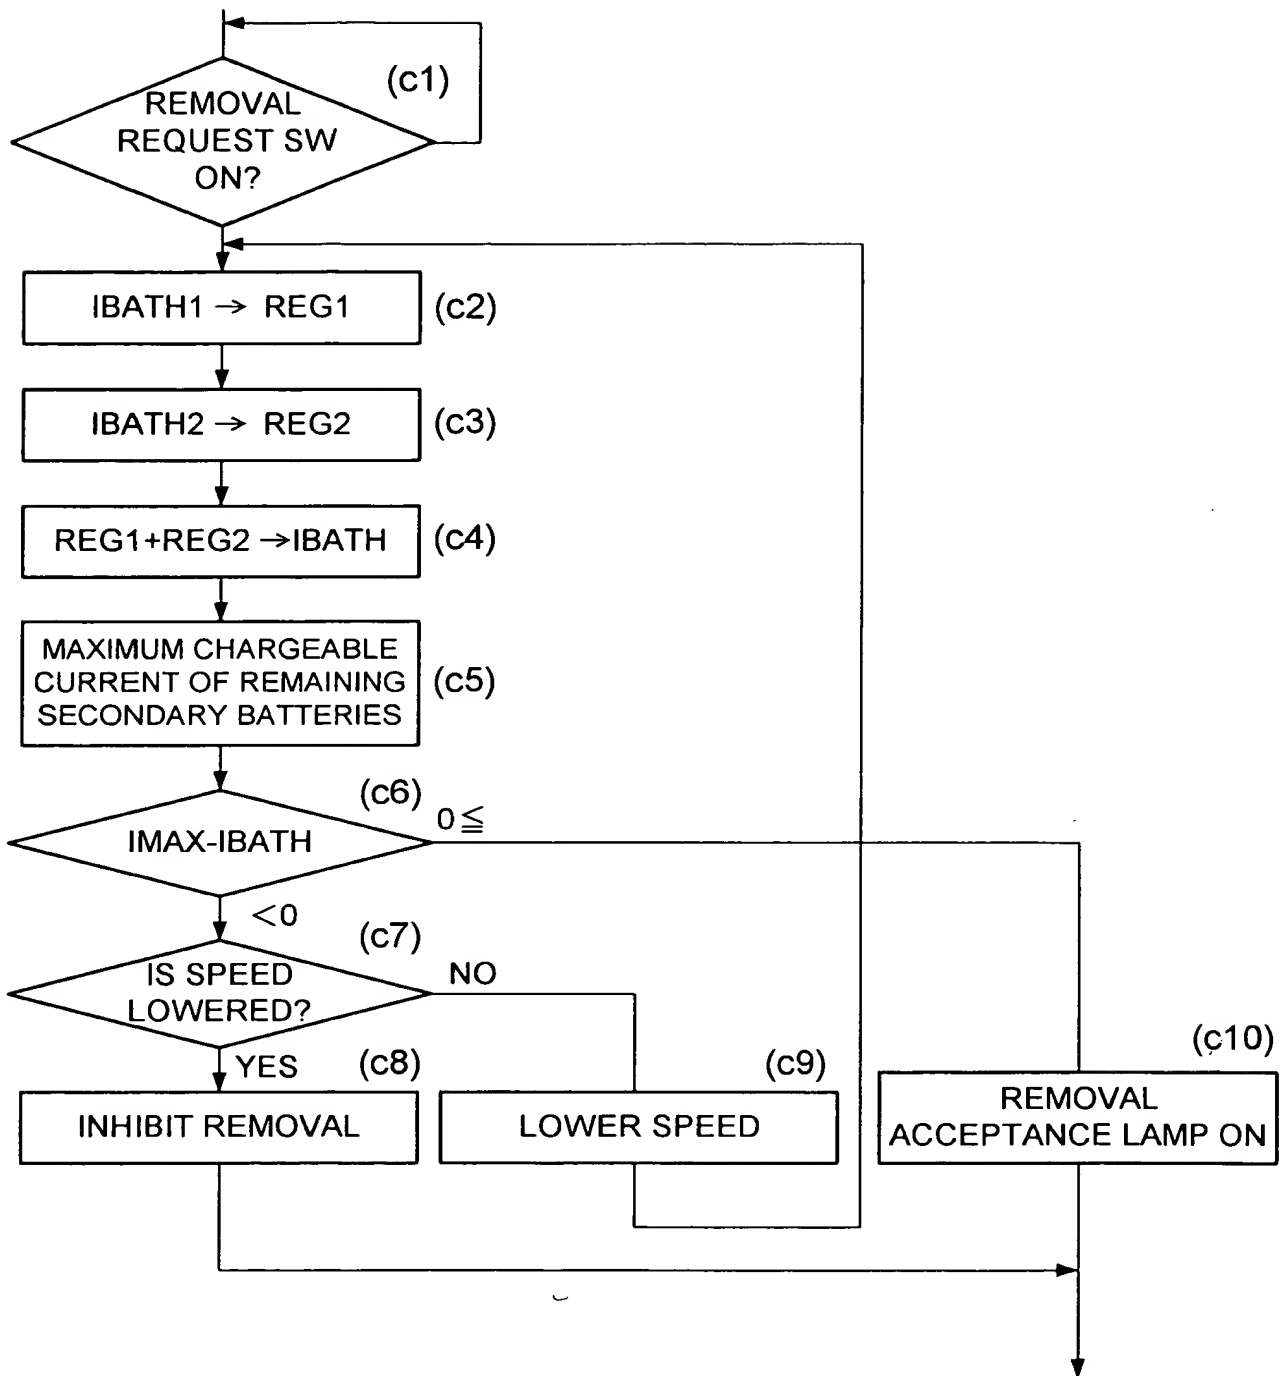 (c1)
REMOVAL
REQUEST SW
ON?
IBATH1 → REG1
(c2)
IBATH2 → REG2
(c3)
REG1+REG2 →IBATH
(c4)
MAXIMUM CHARGEABLE
CURRENT OF REMAINING
SECONDARY BATTERIES
(c5)
(c6)
IMAX-IBATH
0≦
<0
(c7)
IS SPEED
LOWERED?
NO
YES
(c8)
INHIBIT REMOVAL
(c9)
LOWER SPEED
(c10)
REMOVAL
ACCEPTANCE LAMP ON